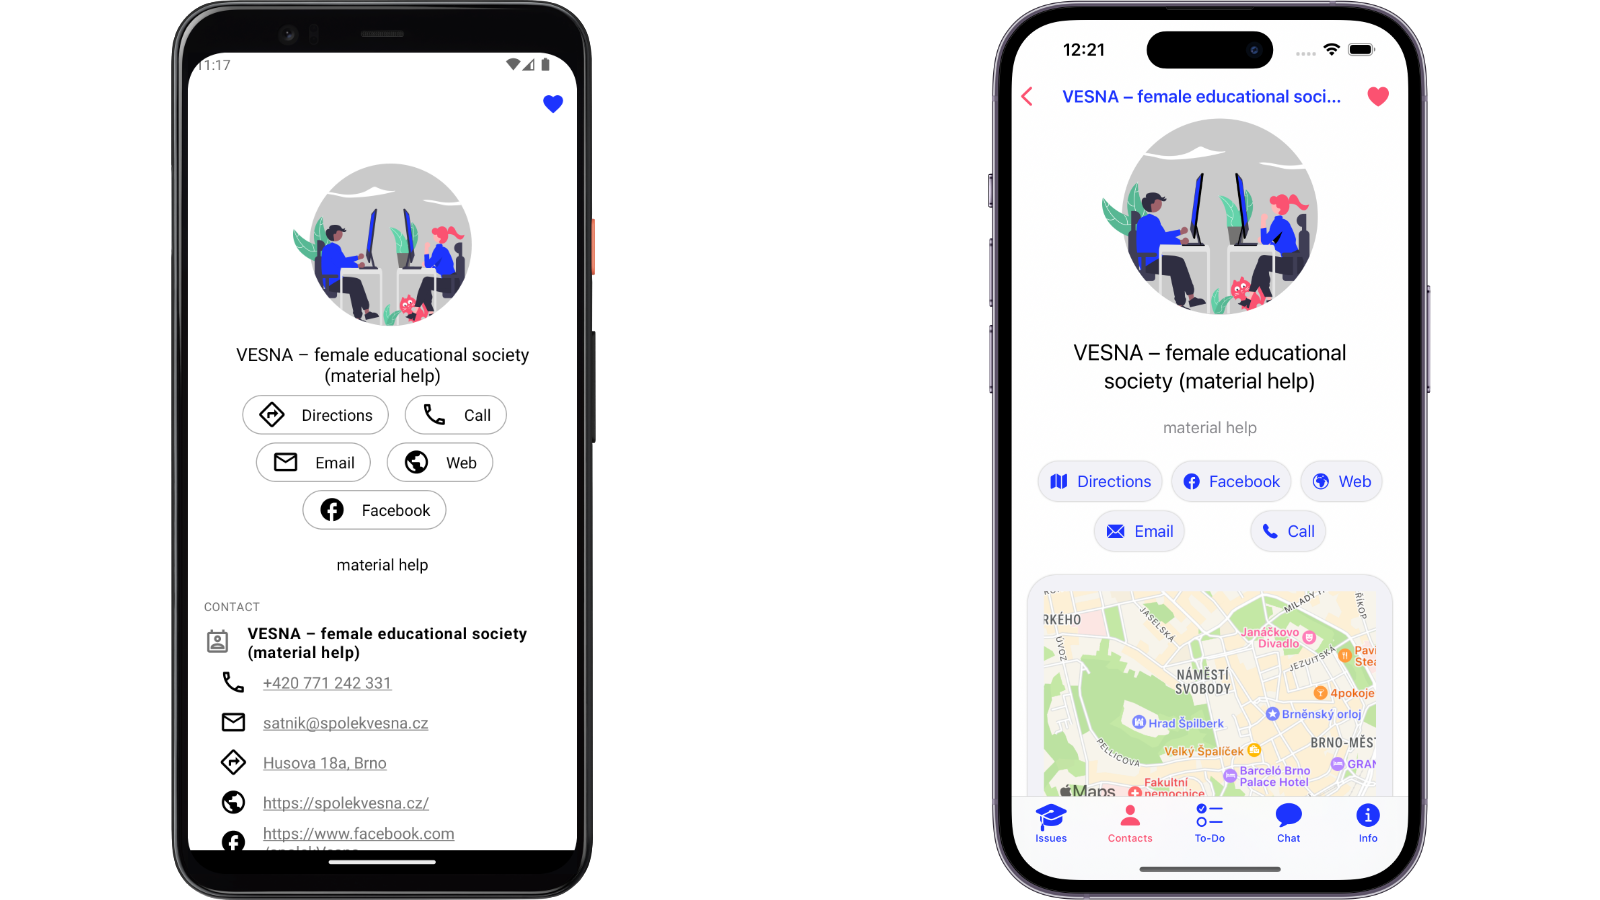 11:17
VESNA – female educational society
(material help)
Directions
Call
Email
Web
Facebook
material help
CONTACT
VESNA – female educational society
(material help)
+420 771 242 331
satnik@spolekvesna.cz
Husova 18a, Brno
https://spolekvesna.cz/
https://www.facebook.com
12:21
VESNA – female educational soci...
VESNA – female educational
society (material help)
material help
Directions
Facebook
Web
Email
Call
RKÉHO
JASELSKÁ
MILADY
ŘÍKOP
ÚVOZ
Janáčkovo
Divadlo
JEZUITSKÁ
Pavi
Stea
NÁMĚSTÍ
SVOBODY
4pokoje
Hrad Špilberk
Brněnský orloj
PELLICOVA
Velký Špalíček
BRNO-MĚST
Barceló Brno
Palace Hotel
GRAN
Fakultní
nemocnice
Maps
Issues
Contacts
To-Do
Chat
Info